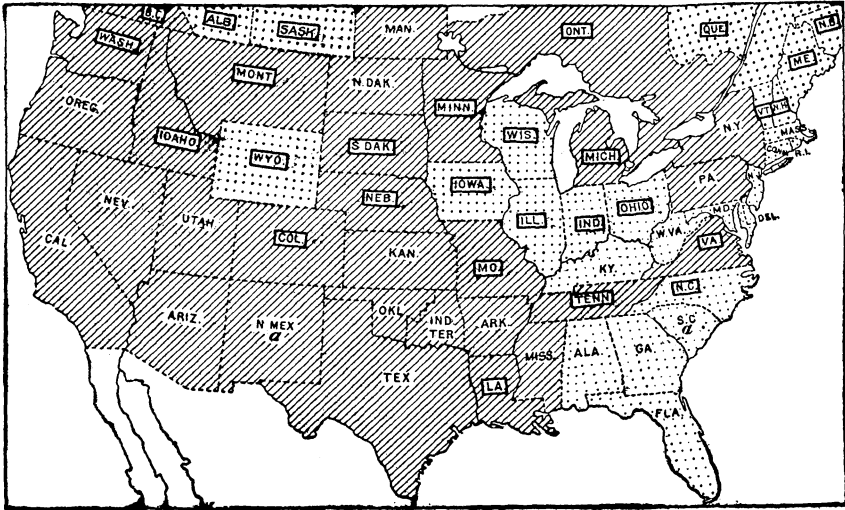 B.C.
ALB.
SASK.
MAN.
ONT.
QUE.
N.B.
WASH.
MONT.
N. DAK.
MINN.
ME.
OREG.
IDAHO
WYO.
S. DAK.
WIS.
MICH.
N.Y.
VT.
N.H.
MASS.
CONN.
R.I.
NEV.
UTAH
COL.
NEB.
IOWA.
ILL.
IND.
OHIO
PA.
N.J.
MD.
DEL.
CAL.
KAN.
MO.
KY.
W.VA.
VA.
ARIZ.
N. MEX.
a
OKL.
IND.
TER.
ARK.
TENN.
N.C.
S.C.
a
TEX.
LA.
MISS.
ALA.
GA.
FLA.